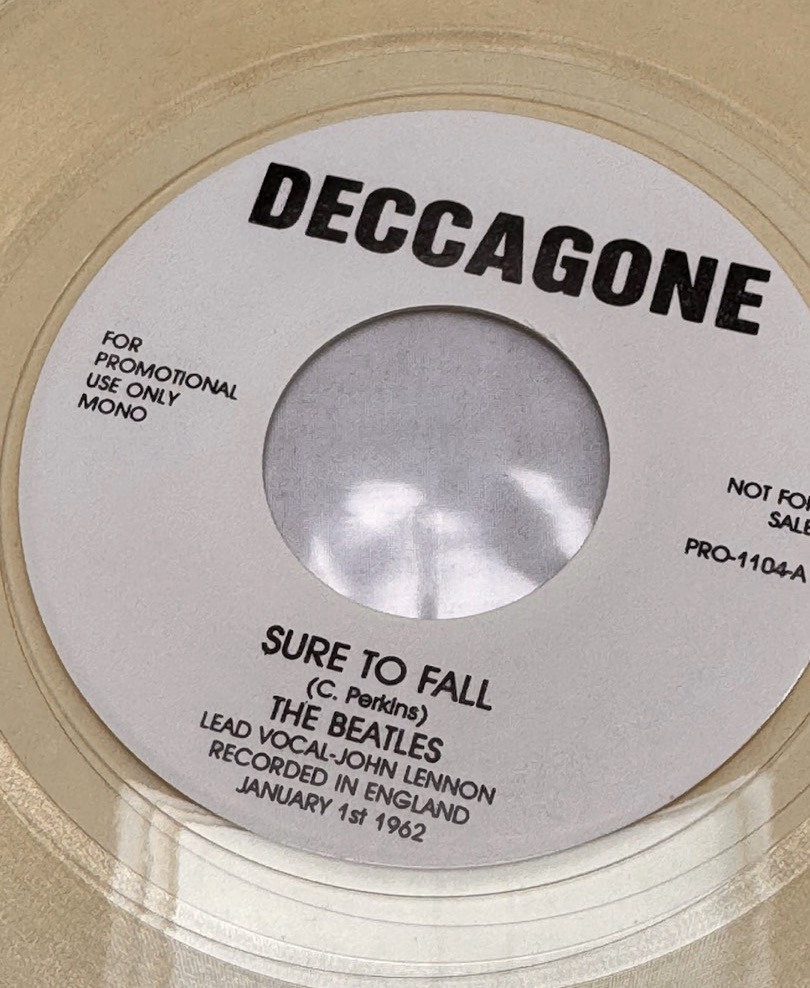 DECCAGONE
FOR
PROMOTIONAL
USE ONLY
MONO
NOT FOR
SALE
PRO-1104-A
SURE TO FALL
(C. Perkins)
THE BEATLES
LEAD VOCAL-JOHN LENNON
RECORDED IN ENGLAND
JANUARY 1st 1962